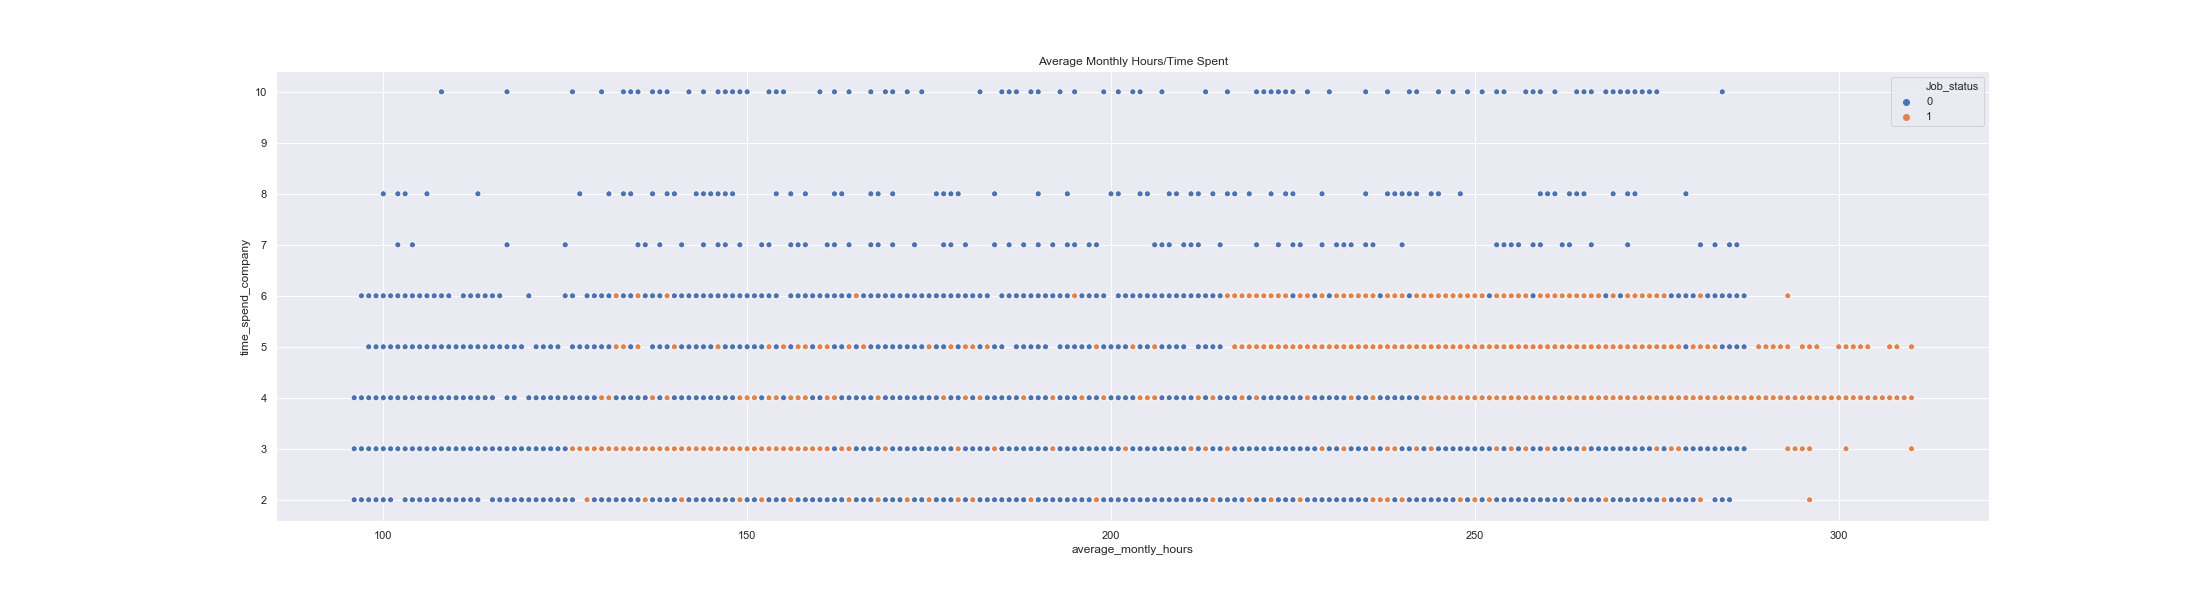 Average Monthly Hours/Time Spent
Job_status
0
1
time_spend_company
10
9
8
7
6
5
4
3
2
100 150 200 250 300
average_montly_hours